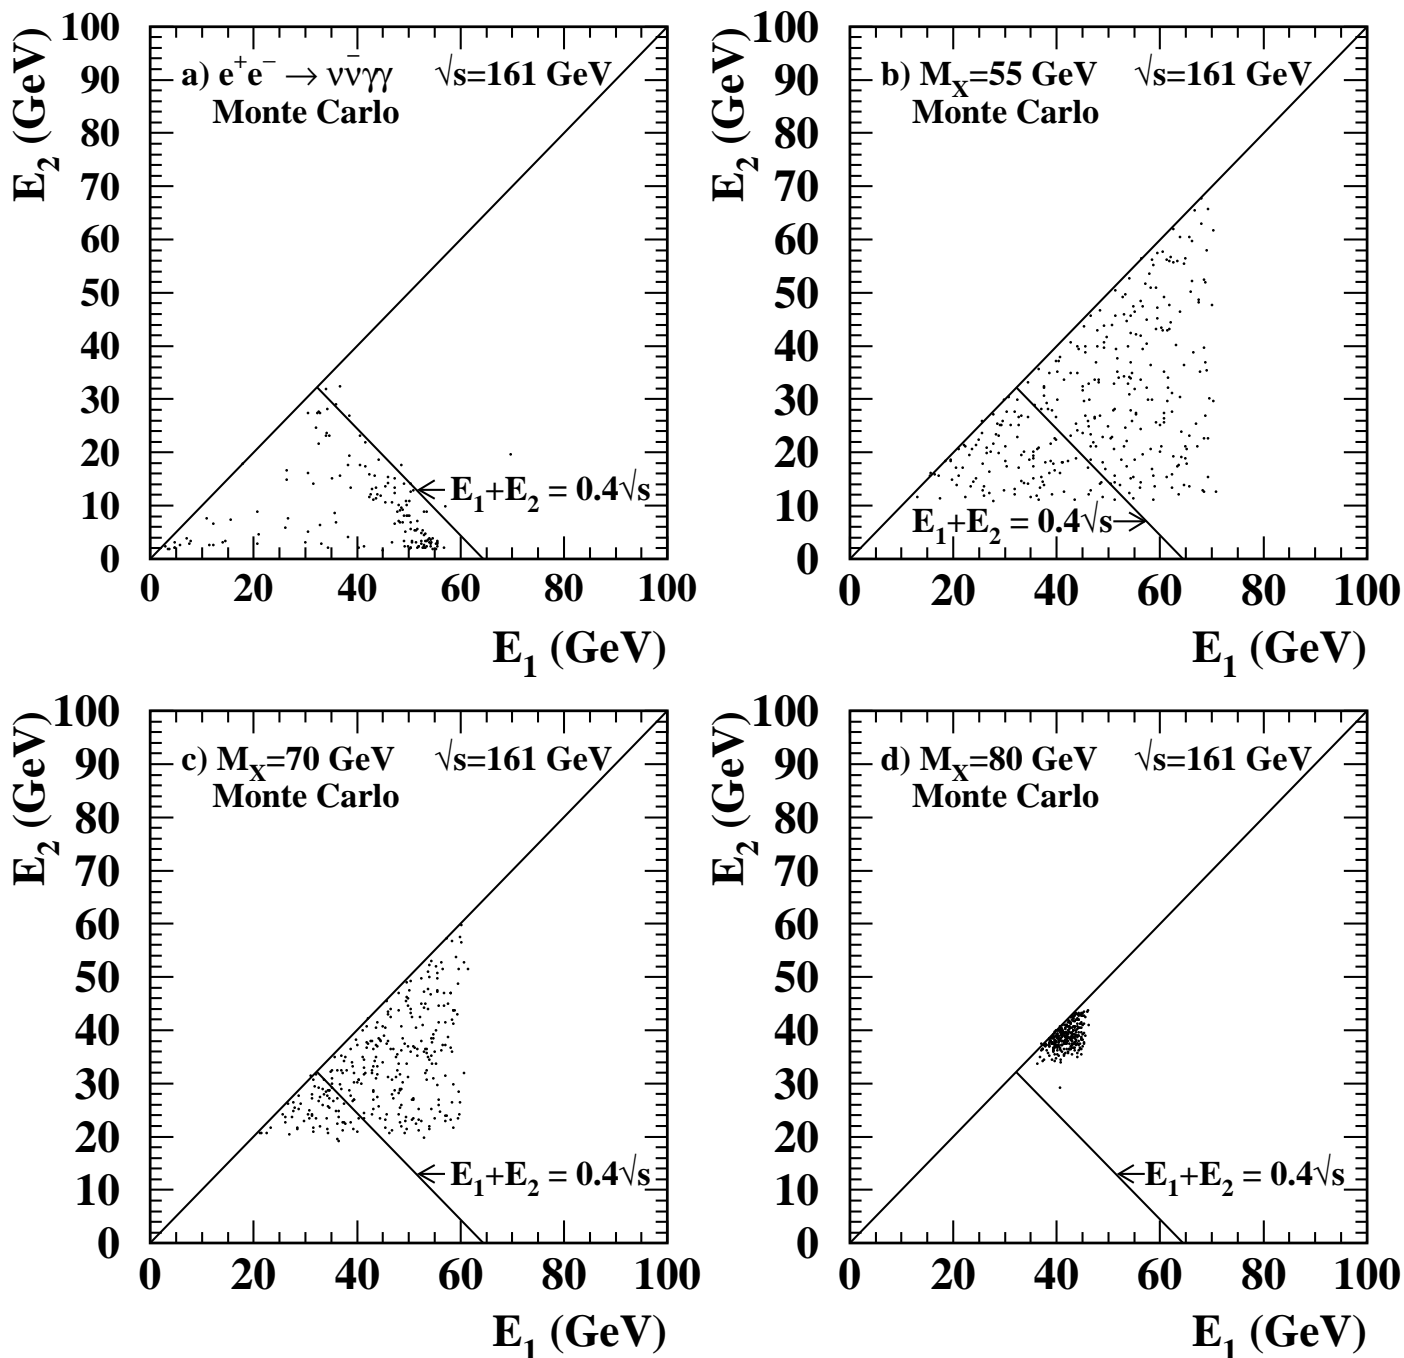 E₂ (GeV)
100
90
80
70
60
50
40
30
20
10
0
a) e⁺e⁻ → νν̄γγ √s=161 GeV
Monte Carlo
E₁+E₂ = 0.4√s
0 20 40 60 80 100
E₁ (GeV)
E₂ (GeV)
100
90
80
70
60
50
40
30
20
10
0
b) M_X=55 GeV √s=161 GeV
Monte Carlo
E₁+E₂ = 0.4√s
0 20 40 60 80 100
E₁ (GeV)
E₂ (GeV)
100
90
80
70
60
50
40
30
20
10
0
c) M_X=70 GeV √s=161 GeV
Monte Carlo
E₁+E₂ = 0.4√s
0 20 40 60 80 100
E₁ (GeV)
E₂ (GeV)
100
90
80
70
60
50
40
30
20
10
0
d) M_X=80 GeV √s=161 GeV
Monte Carlo
E₁+E₂ = 0.4√s
0 20 40 60 80 100
E₁ (GeV)